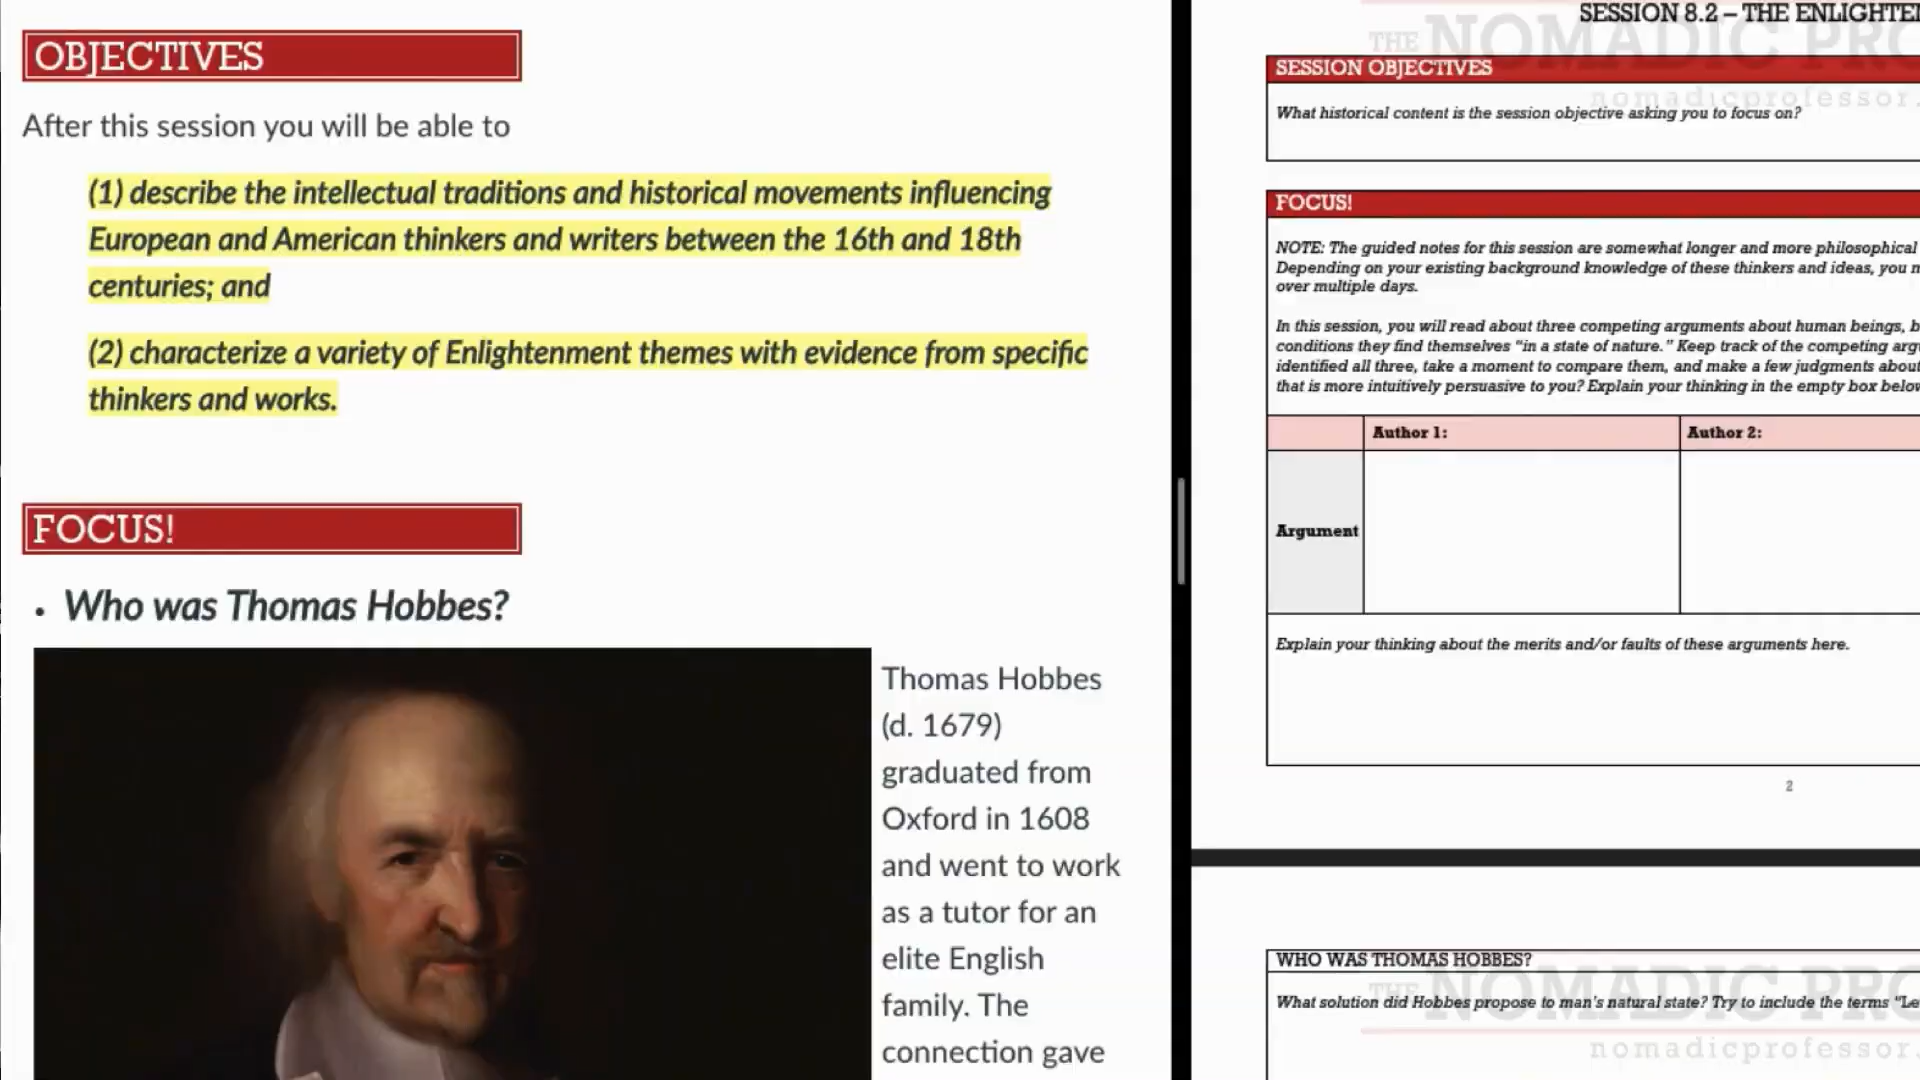 OBJECTIVES
After this session you will be able to
(1) describe the intellectual traditions and historical movements influencing
European and American thinkers and writers between the 16th and 18th
centuries; and
(2) characterize a variety of Enlightenment themes with evidence from specific
thinkers and works.
FOCUS!
• Who was Thomas Hobbes?
Thomas Hobbes
(d. 1679)
graduated from
Oxford in 1608
and went to work
as a tutor for an
elite English
family. The
connection gave
SESSION 8.2 – THE ENLIGHTE
THE NOMADIC PRO
nomadicprofessor.
SESSION OBJECTIVES
What historical content is the session objective asking you to focus on?
FOCUS!
NOTE: The guided notes for this session are somewhat longer and more philosophical
Depending on your existing background knowledge of these thinkers and ideas, you
over multiple days.
In this session, you will read about three competing arguments about human beings,
conditions they find themselves “in a state of nature.” Keep track of the competing
identified all three, take a moment to compare them, and make a few judgments about
that is more intuitively persuasive to you? Explain your thinking in the empty box below
Author 1:
Author 2:
Argument
Explain your thinking about the merits and/or faults of these arguments here.
2
WHO WAS THOMAS HOBBES?
THE NOMADIC PRO
What solution did Hobbes propose to man's natural state? Try to include the terms “Le
nomadicprofessor.